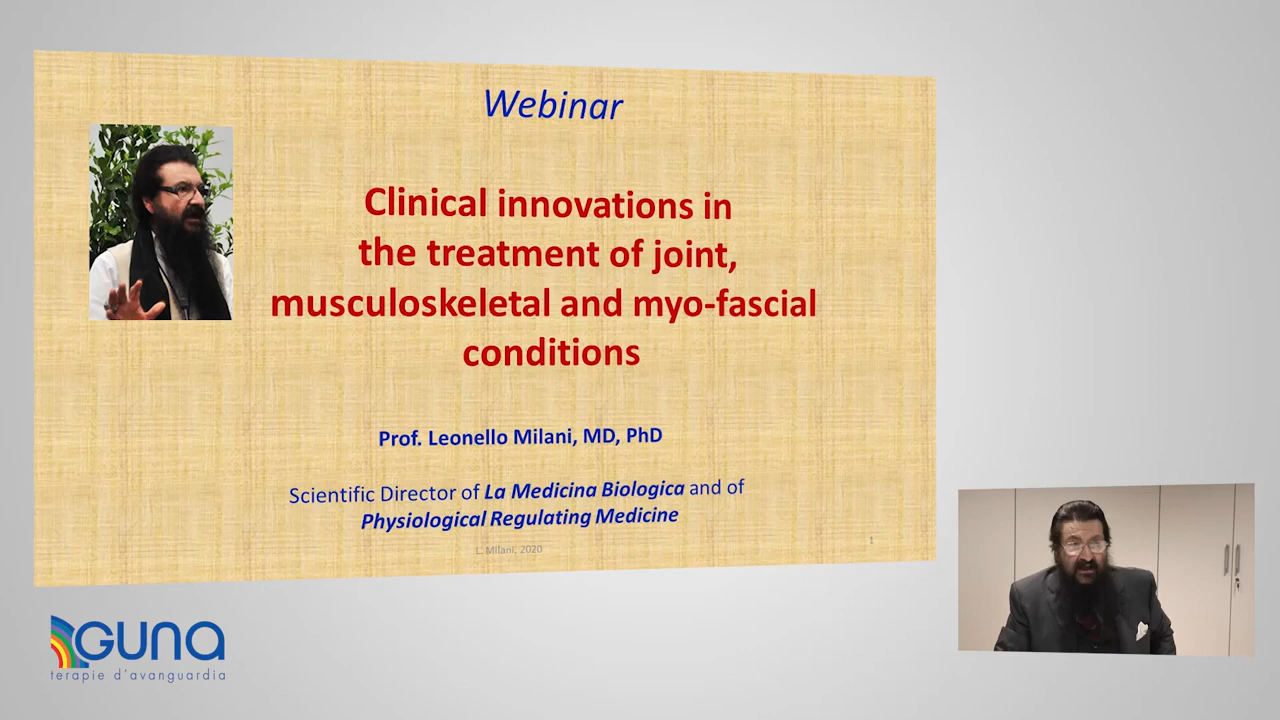 Webinar
Clinical innovations in
the treatment of joint,
musculoskeletal and myo-fascial
conditions
Prof. Leonello Milani, MD, PhD
Scientific Director of La Medicina Biologica and of
Physiological Regulating Medicine
L. Milani, 2020
1
GUNA
terapie d'avanguardia